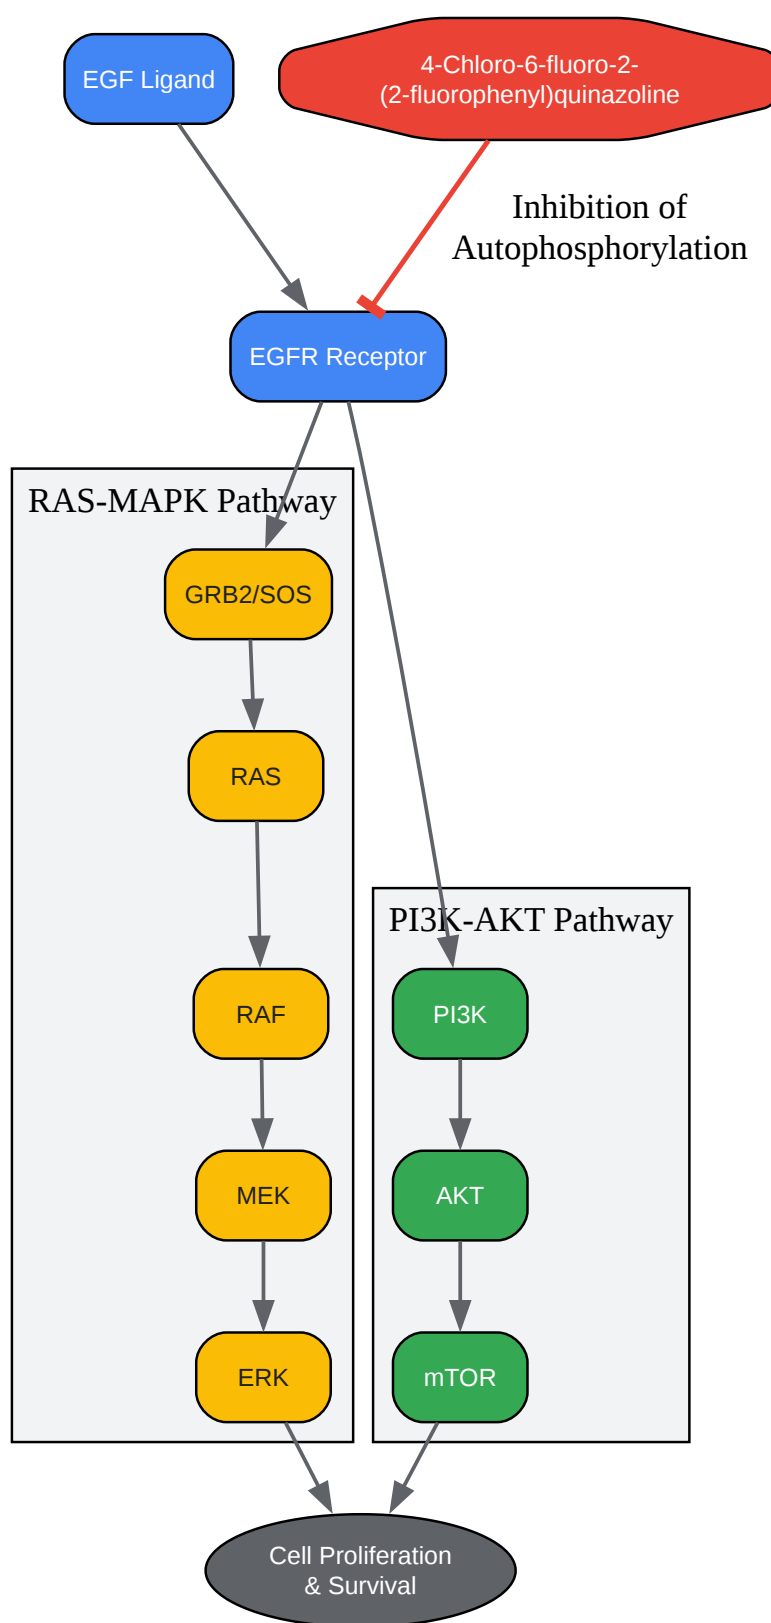 EGF Ligand
4-Chloro-6-fluoro-2-
(2-fluorophenyl)quinazoline
Inhibition of
Autophosphorylation
EGFR Receptor
RAS-MAPK Pathway
GRB2/SOS
RAS
RAF
MEK
ERK
PI3K-AKT Pathway
PI3K
AKT
mTOR
Cell Proliferation
& Survival